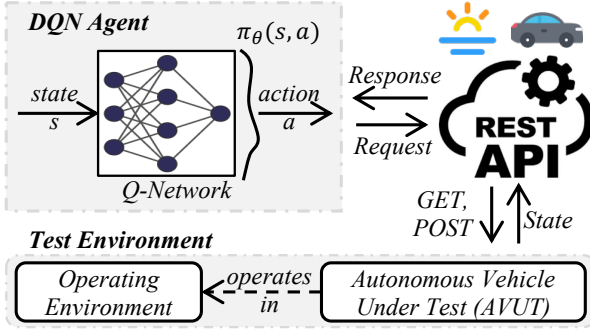 DQN Agent
π_θ(s, a)
state
s
action
a
Q-Network
Response
Request
REST
API
GET,
POST
State
Test Environment
Operating
Environment
operates
in
Autonomous Vehicle
Under Test (AVUT)